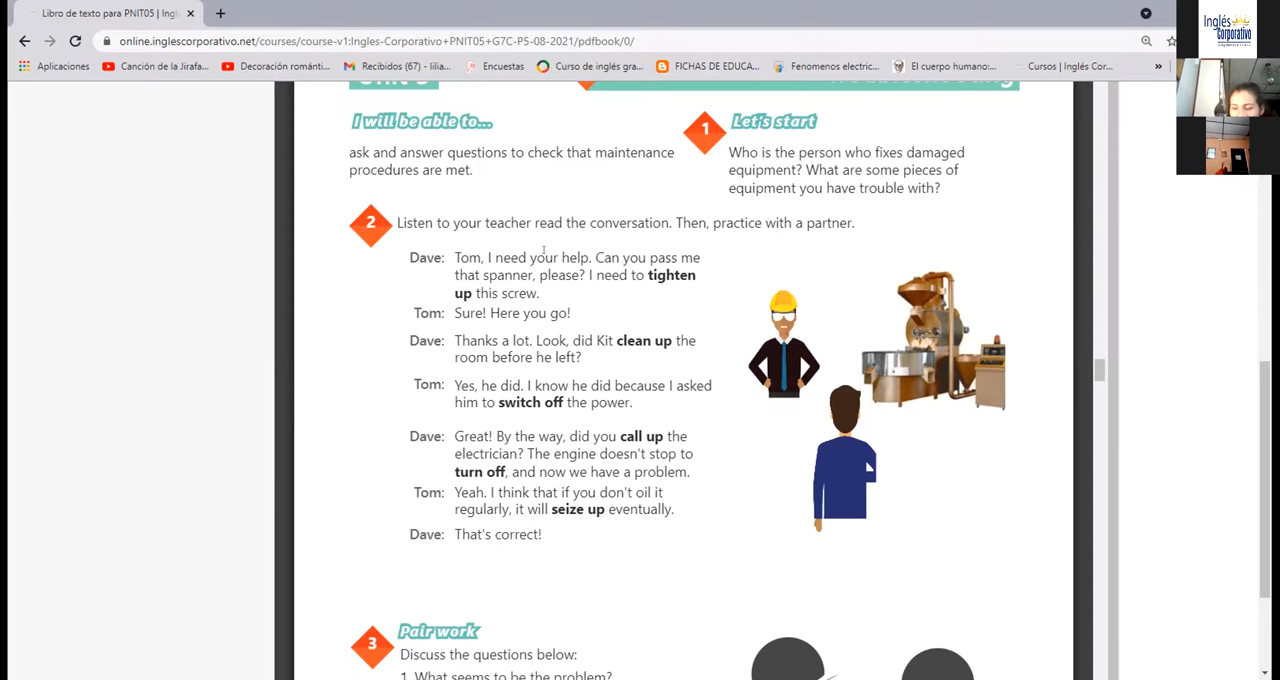 Libro de texto para PNIT05 | Ingl
online.inglescorporativo.net/courses/course-v1:Ingles-Corporativo+PNIT05+G7C-P5-08-2021/pdfbook/0/
Aplicaciones
Canción de la Jirafa...
Decoración románti...
Recibidos (67) - lilia...
Encuestas
Curso de inglés gra...
FICHAS DE EDUCA...
Fenomenos electric...
El cuerpo humano:...
Cursos | Inglés Cor...
»
Inglés
Corporativo
I will be able to...
ask and answer questions to check that maintenance
procedures are met.
1
Let's start
Who is the person who fixes damaged
equipment? What are some pieces of
equipment you have trouble with?
2
Listen to your teacher read the conversation. Then, practice with a partner.
Dave: Tom, I need your help. Can you pass me
that spanner, please? I need to tighten
up this screw.
Tom: Sure! Here you go!
Dave: Thanks a lot. Look, did Kit clean up the
room before he left?
Tom: Yes, he did. I know he did because I asked
him to switch off the power.
Dave: Great! By the way, did you call up the
electrician? The engine doesn't stop to
turn off, and now we have a problem.
Tom: Yeah. I think that if you don't oil it
regularly, it will seize up eventually.
Dave: That's correct!
3
Pair work
Discuss the questions below:
1. What seems to be the problem?